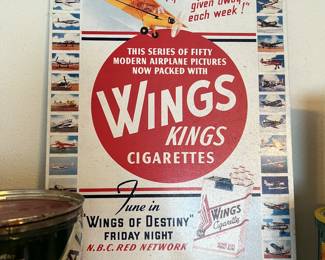 given away
each week!"
THIS SERIES OF FIFTY
MODERN AIRPLANE PICTURES
NOW PACKED WITH
WINGS
KINGS
CIGARETTES
Tune in
"WINGS OF DESTINY"
FRIDAY NIGHT
N.B.C. RED NETWORK
WINGS
Cigarettes